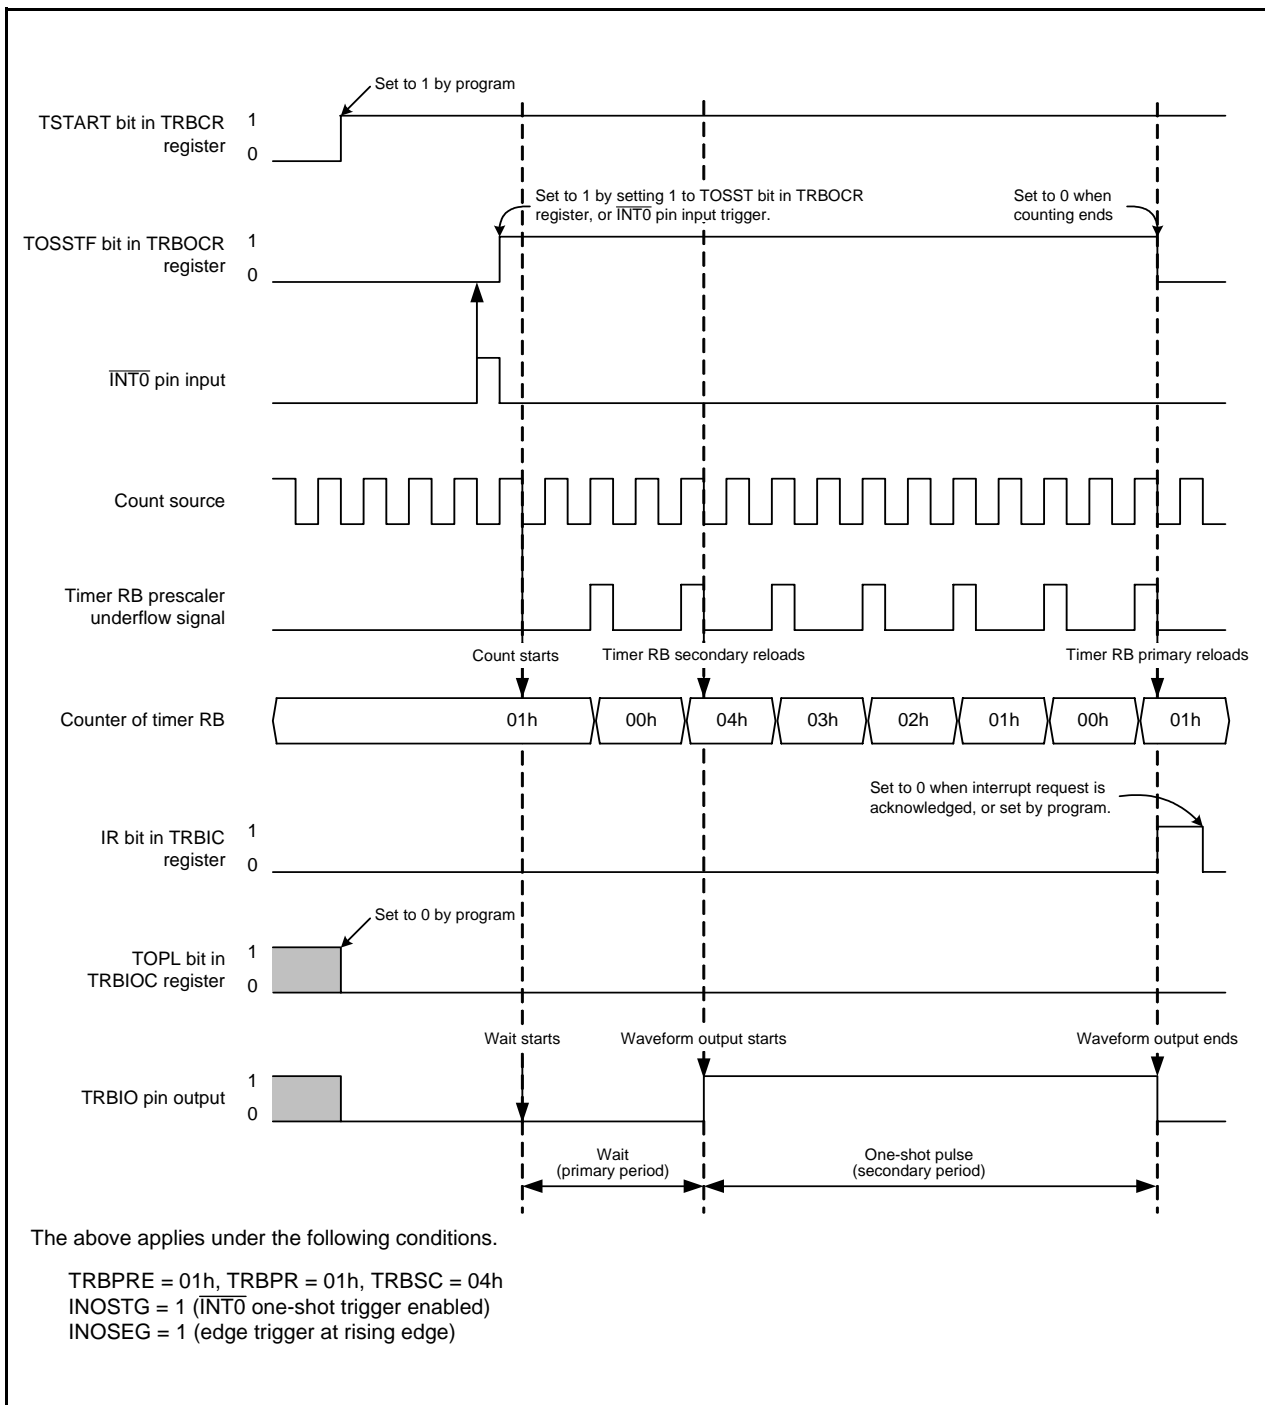 Set to 1 by program
TSTART bit in TRBCR
register
1
0
Set to 1 by setting 1 to TOSST bit in TRBOCR
register, or INT0 pin input trigger.
Set to 0 when
counting ends
TOSSTF bit in TRBOCR
register
1
0
INT0 pin input
Count source
Timer RB prescaler
underflow signal
Count starts
Timer RB secondary reloads
Timer RB primary reloads
Counter of timer RB
01h
00h
04h
03h
02h
01h
00h
01h
Set to 0 when interrupt request is
acknowledged, or set by program.
IR bit in TRBIC
register
1
0
Set to 0 by program
TOPL bit in
TRBIOC register
1
0
Wait starts
Waveform output starts
Waveform output ends
TRBIO pin output
1
0
Wait
(primary period)
One-shot pulse
(secondary period)
The above applies under the following conditions.
TRBPRE = 01h, TRBPR = 01h, TRBSC = 04h
INOSTG = 1 (INT0 one-shot trigger enabled)
INOSEG = 1 (edge trigger at rising edge)